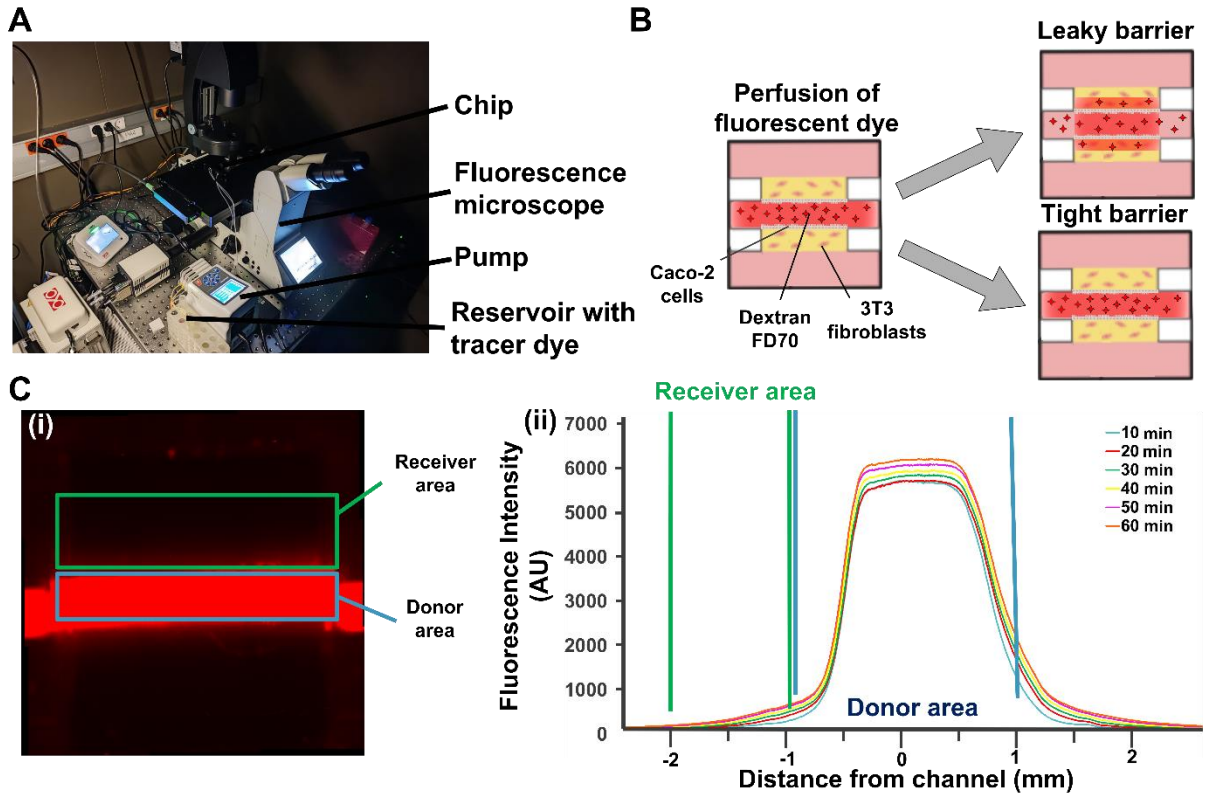 A
Chip
Fluorescence
microscope
Pump
Reservoir with
tracer dye
B
Perfusion of
fluorescent dye
Caco-2
cells
Dextran
FD70
3T3
fibroblasts
Leaky barrier
Tight barrier
C
(i)
Receiver
area
Donor
area
(ii)
Receiver area
Fluorescence Intensity
(AU)
7000
6000
5000
4000
3000
2000
1000
0
10 min
20 min
30 min
40 min
50 min
60 min
Donor area
-2
-1
0
1
2
Distance from channel (mm)